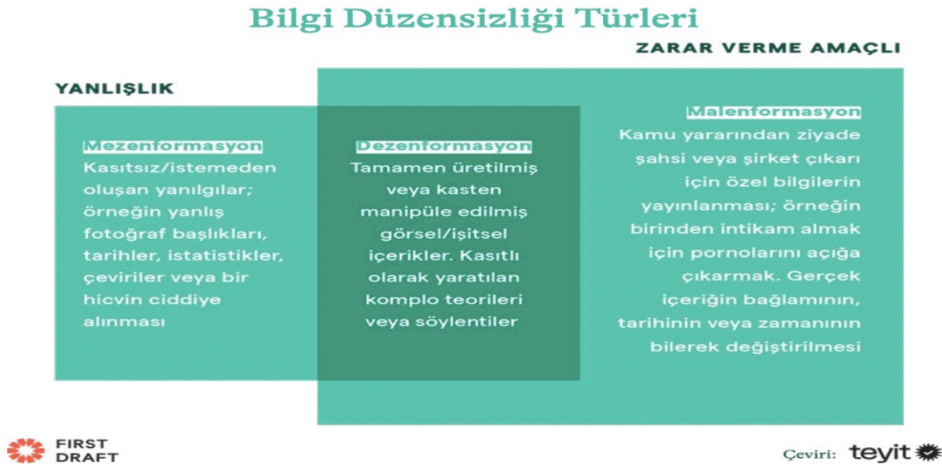 Bilgi Düzensizliği Türleri
ZARAR VERME AMAÇLI
YANLIŞLIK
Mezenformasyon
Kasıtsız/istemeden
oluşan yanılgılar;
örneğin yanlış
fotoğraf başlıkları,
tarihler, istatistikler,
çeviriler veya bir
hicvin ciddiye
alınması
Dezenformasyon
Tamamen üretilmiş
veya kasten
manipüle edilmiş
görsel/işitsel
içerikler. Kasıtlı
olarak yaratılan
komplo teorileri
veya söylentiler
Malenformasyon
Kamu yararından ziyade
şahsi veya şirket çıkarı
için özel bilgilerin
yayınlanması; örneğin
birinden intikam almak
için pornolarını açığa
çıkarmak. Gerçek
içeriğin bağlamının,
tarihinin veya zamanının
bilerek değiştirilmesi
FIRST
DRAFT
Çeviri: teyit